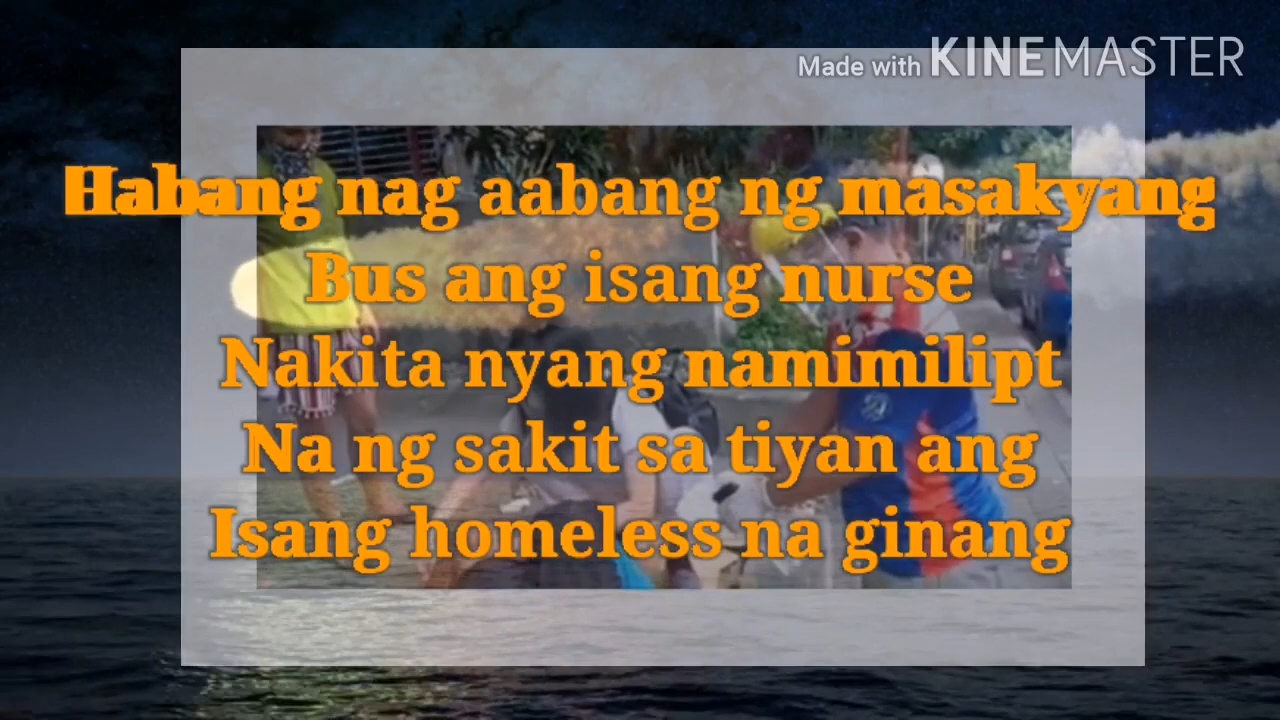 Made with KINEMASTER
Habang nag aabang ng masakyang
Bus ang isang nurse
Nakita nyang namimilipt
Na ng sakit sa tiyan ang
Isang homeless na ginang